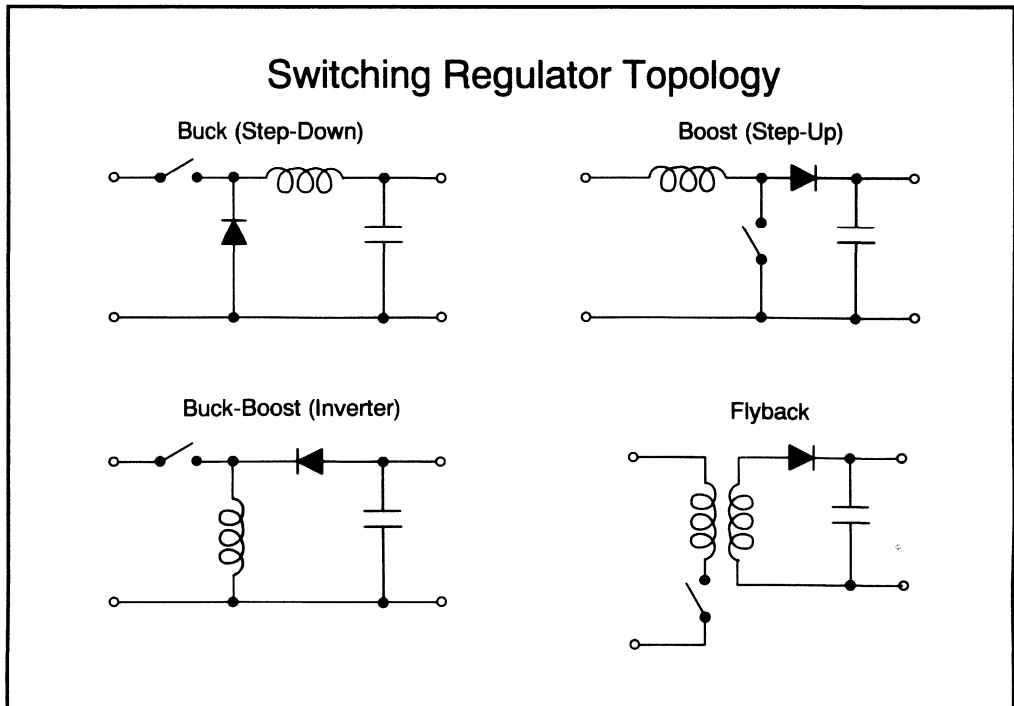 Switching Regulator Topology
Buck (Step-Down)
Boost (Step-Up)
Buck-Boost (Inverter)
Flyback